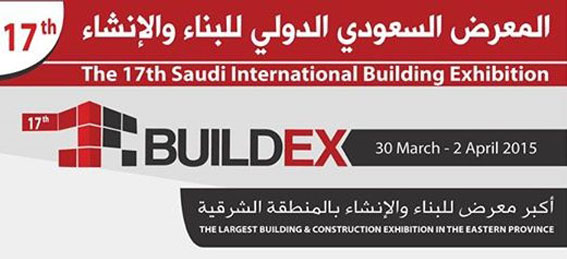 17th
المعرض السعودي الدولي للبناء والإنشاء
The 17th Saudi International Building Exhibition
17th
BUILDEX
30 March - 2 April 2015
أكبر معرض للبناء والإنشاء بالمنطقة الشرقية
THE LARGEST BUILDING & CONSTRUCTION EXHIBITION IN THE EASTERN PROVINCE